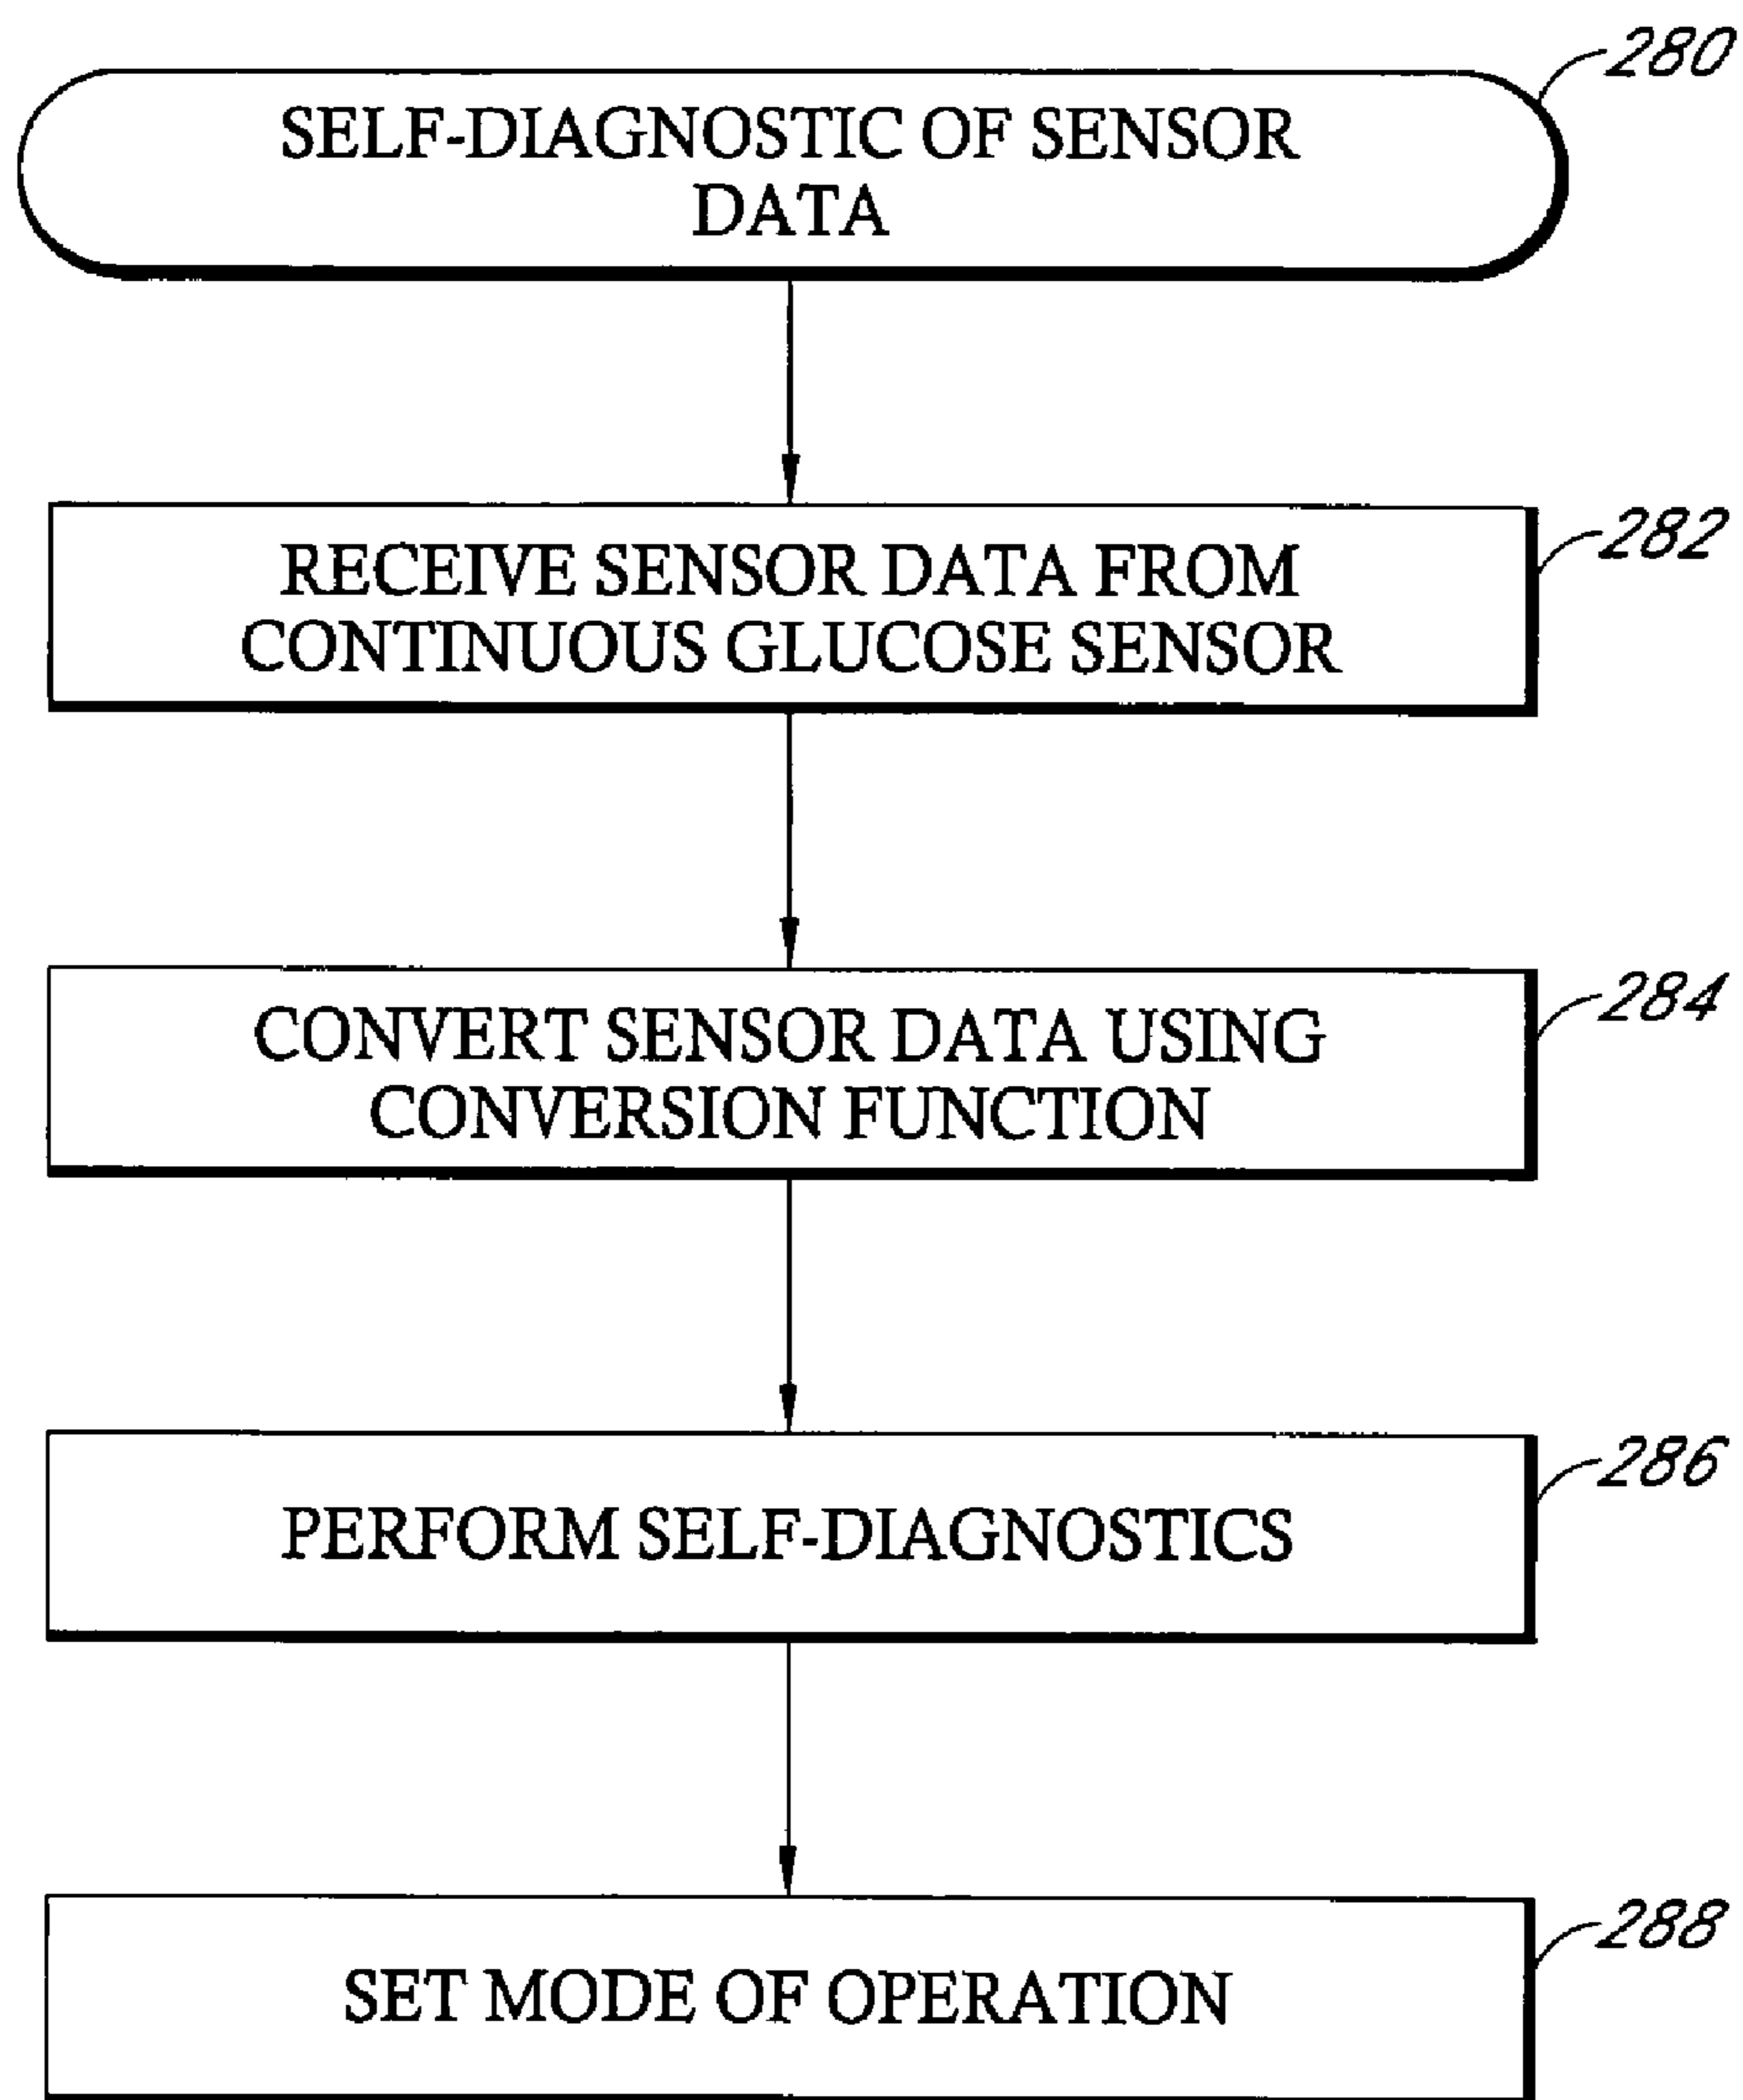 280
SELF-DIAGNOSTIC OF SENSOR
DATA
282
RECEIVE SENSOR DATA FROM
CONTINUOUS GLUCOSE SENSOR
284
CONVERT SENSOR DATA USING
CONVERSION FUNCTION
286
PERFORM SELF-DIAGNOSTICS
288
SET MODE OF OPERATION